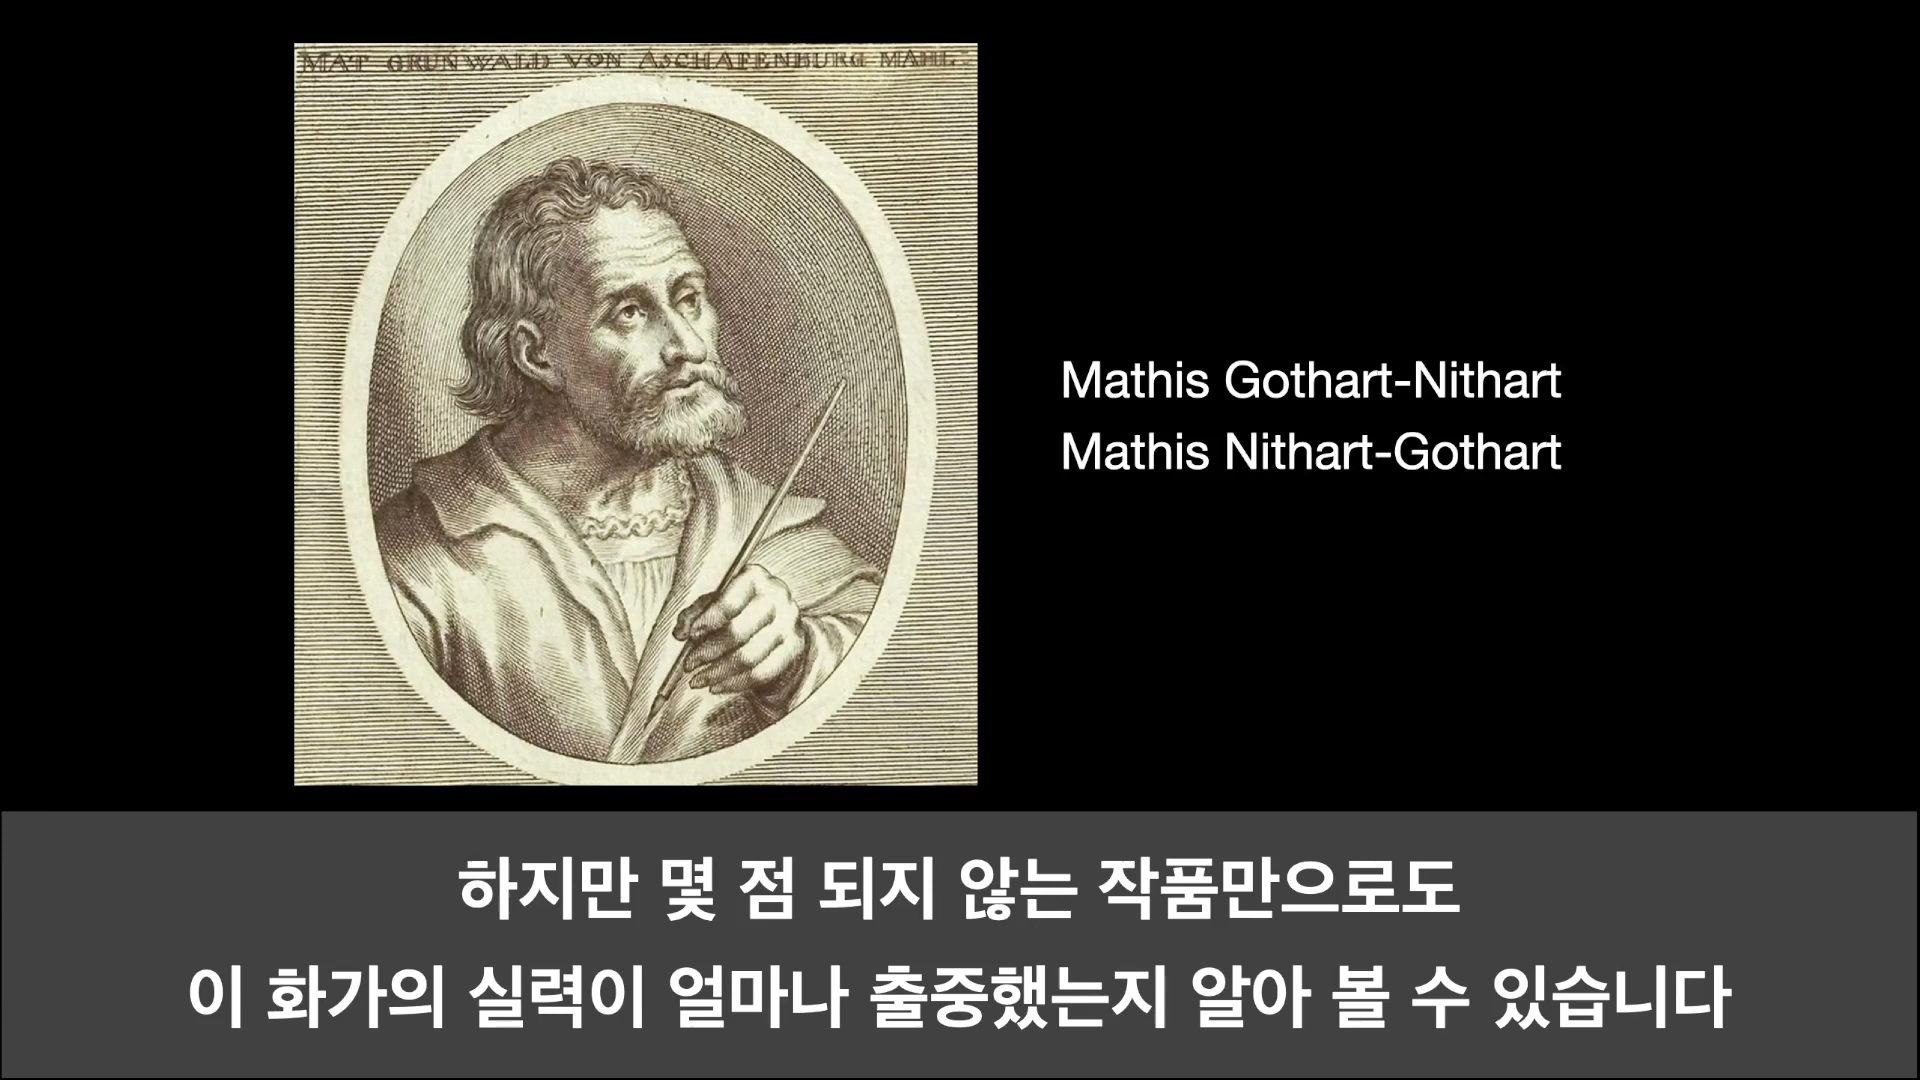 MAT GRUNWALD VON ASCHAFENBURG MAHL
Mathis Gothart-Nithart
Mathis Nithart-Gothart
하지만 몇 점 되지 않는 작품만으로도
이 화가의 실력이 얼마나 출중했는지 알아 볼 수 있습니다